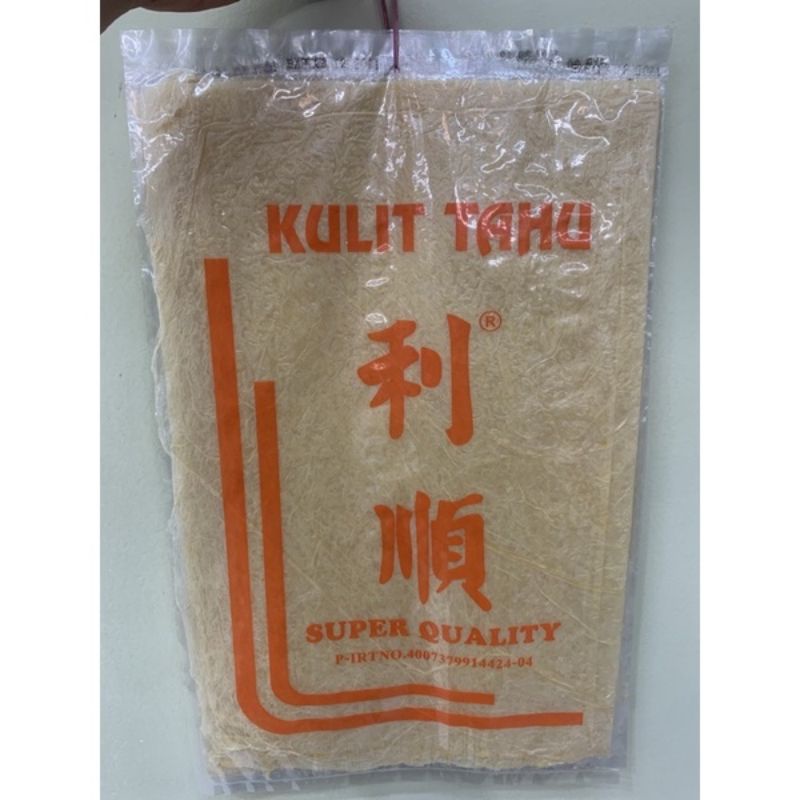 KULIT TAHU
利®
順
SUPER QUALITY
P-IRTNO.4007379914424-04